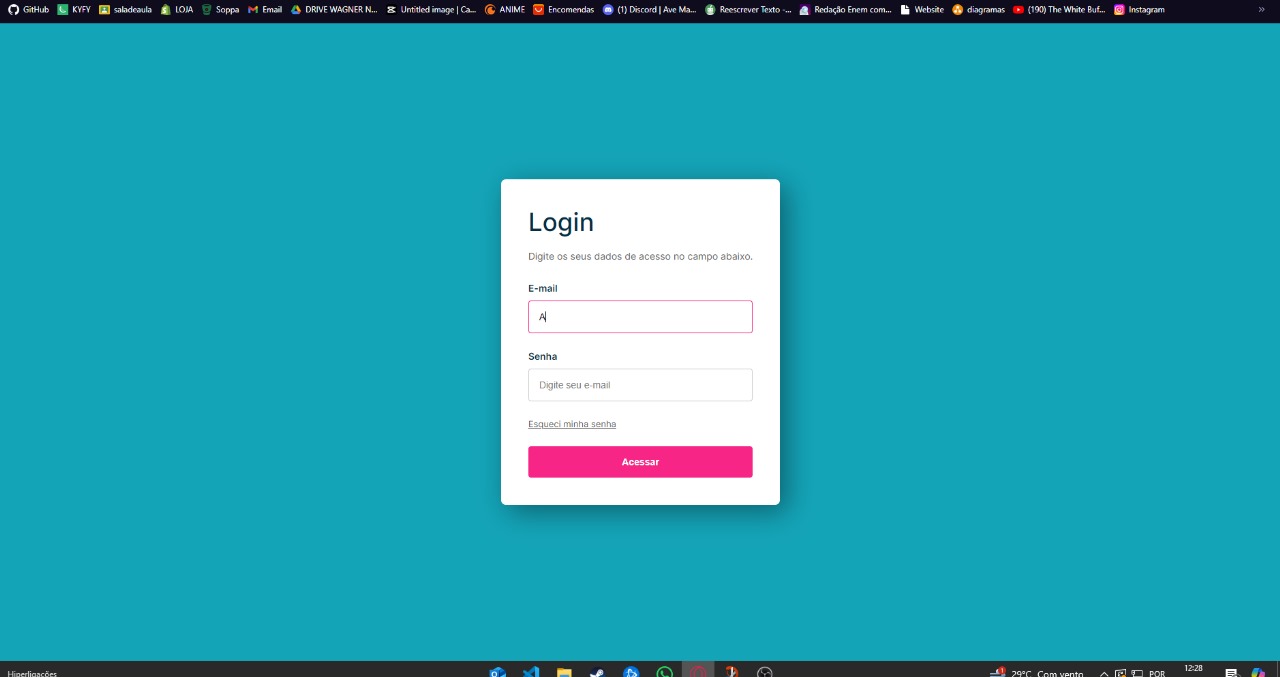 GitHub KYFY saladeaula LOJA Soppa Email DRIVE WAGNER N... Untitled image | Ca... ANIME Encomendas (1) Discord | Ave Ma... Reescrever Texto -... Redação Enem com... Website diagramas (190) The White Buf... Instagram »
Login
Digite os seus dados de acesso no campo abaixo.
E-mail
A
Senha
Digite seu e-mail
Esqueci minha senha
Acessar
Hiperligações 29°C Com vento POR 12:28